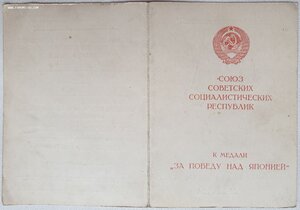 СОЮЗ
СОВЕТСКИХ
СОЦИАЛИСТИЧЕСКИХ
РЕСПУБЛИК
К МЕДАЛИ
„ЗА ПОБЕДУ НАД ЯПОНИЕЙ"